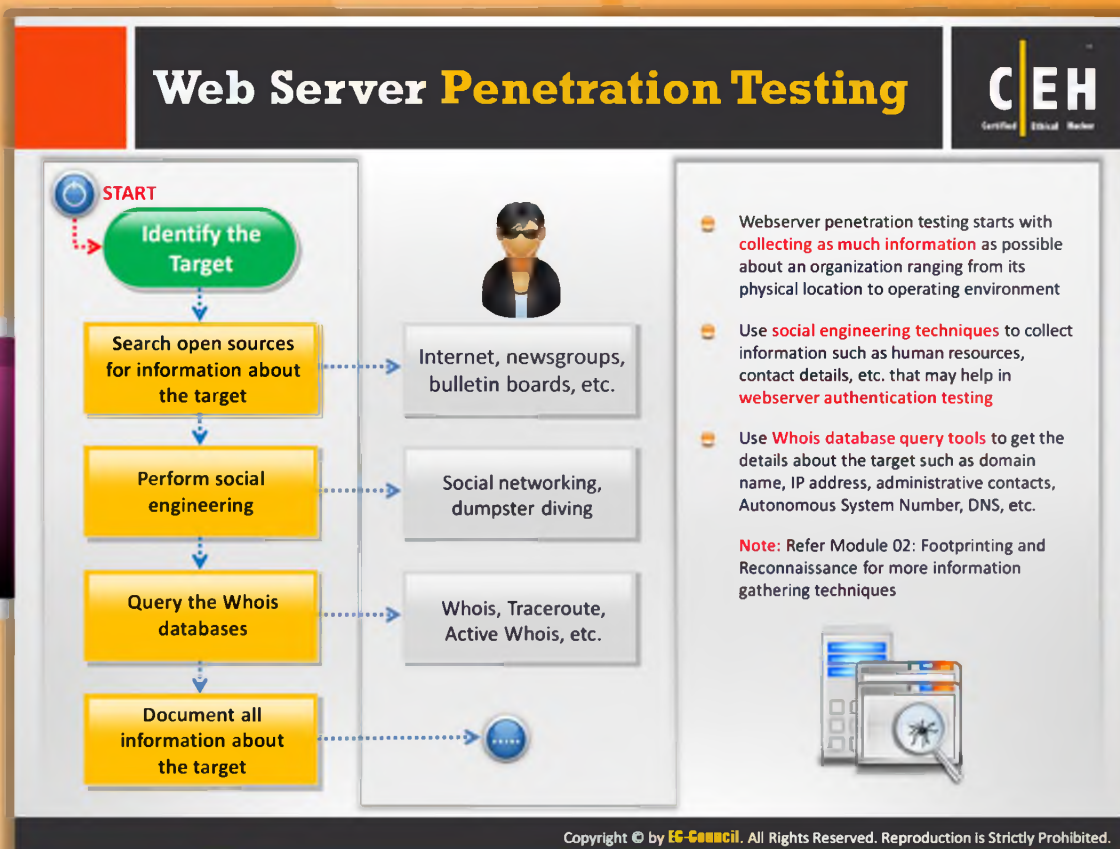 Web Server Penetration Testing
C EH
Certified Ethical Hacker
START
Identify the
Target
Search open sources
for information about
the target
Internet, newsgroups,
bulletin boards, etc.
Perform social
engineering
Social networking,
dumpster diving
Query the Whois
databases
Whois, Traceroute,
Active Whois, etc.
Document all
information about
the target
Webserver penetration testing starts with
collecting as much information as possible
about an organization ranging from its
physical location to operating environment
Use social engineering techniques to collect
information such as human resources,
contact details, etc. that may help in
webserver authentication testing
Use Whois database query tools to get the
details about the target such as domain
name, IP address, administrative contacts,
Autonomous System Number, DNS, etc.
Note: Refer Module 02: Footprinting and
Reconnaissance for more information
gathering techniques
Copyright © by EC-Council. All Rights Reserved. Reproduction is Strictly Prohibited.